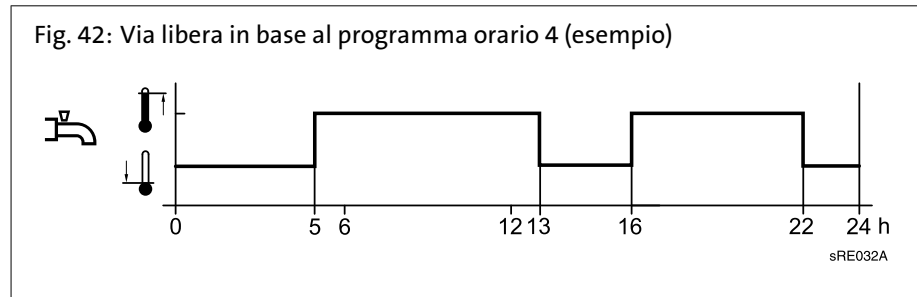 Fig. 42: Via libera in base al programma orario 4 (esempio)
0 5 6 12 13 16 22 24 h
sRE032A